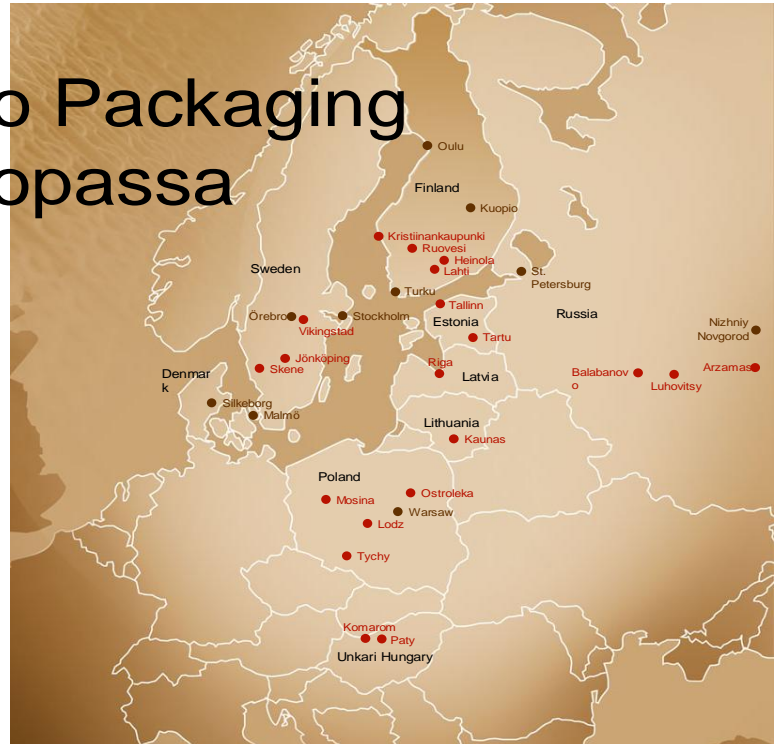 o Packaging
opassa
Oulu
Finland
Kuopio
Kristiinankaupunki
Ruovesi
Heinola
Lahti
Sweden
St.
Petersburg
Turku
Tallinn
Örebro
Stockholm
Vikingstad
Estonia
Russia
Nizhniy
Novgorod
Tartu
Jönköping
Skene
Riga
Latvia
Denmar
k
Balabanov
o
Luhovitsy
Arzamas
Silkeborg
Malmö
Lithuania
Kaunas
Poland
Mosina
Ostroleka
Warsaw
Lodz
Tychy
Komarom
Paty
Unkari Hungary